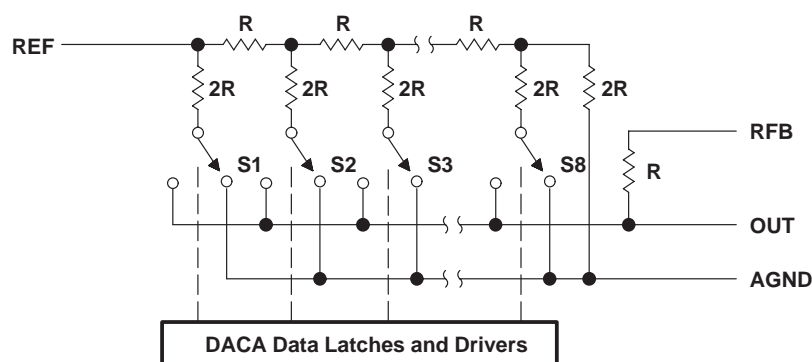 R R R
REF
2R 2R 2R 2R 2R
RFB
S1 S2 S3 S8
R
OUT
AGND
DACA Data Latches and Drivers